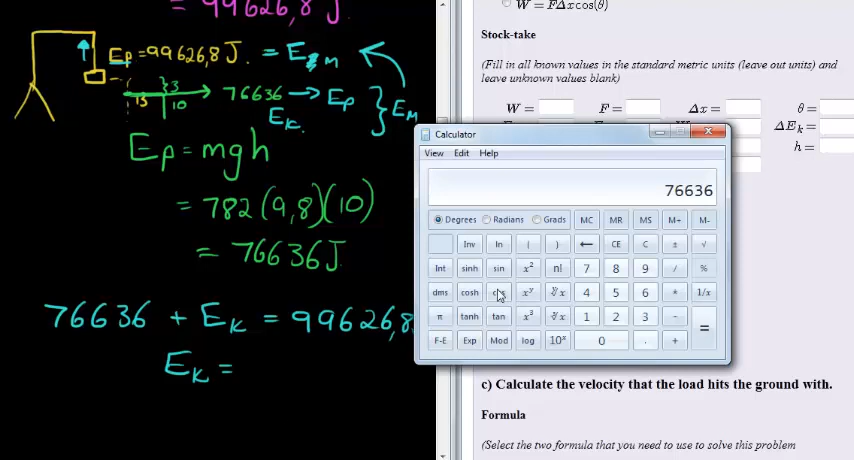 = 99626,8 J.
Ep = 99626,8 J. = E M
3
13
10
→ 76636 → Ep
Ek.
} EM
Ep = mgh
= 782 (9,8)(10)
= 76636 J
76636 + EK = 99626,8
EK =
W = FΔx cos(θ)
Stock-take
(Fill in all known values in the standard metric units (leave out units) and
leave unknown values blank)
W = F = Δx = θ =
ΔEk =
h =
Calculator
View Edit Help
76636
Degrees Radians Grads MC MR MS M+ M-
Inv ln ( ) ← CE C ± √
Int sinh sin x² n! 7 8 9 / %
dms cosh cos xʸ ʸ√x 4 5 6 * 1/x
π tanh tan x³ ³√x 1 2 3 - =
F-E Exp Mod log 10ˣ 0 . +
c) Calculate the velocity that the load hits the ground with.
Formula
(Select the two formula that you need to use to solve this problem